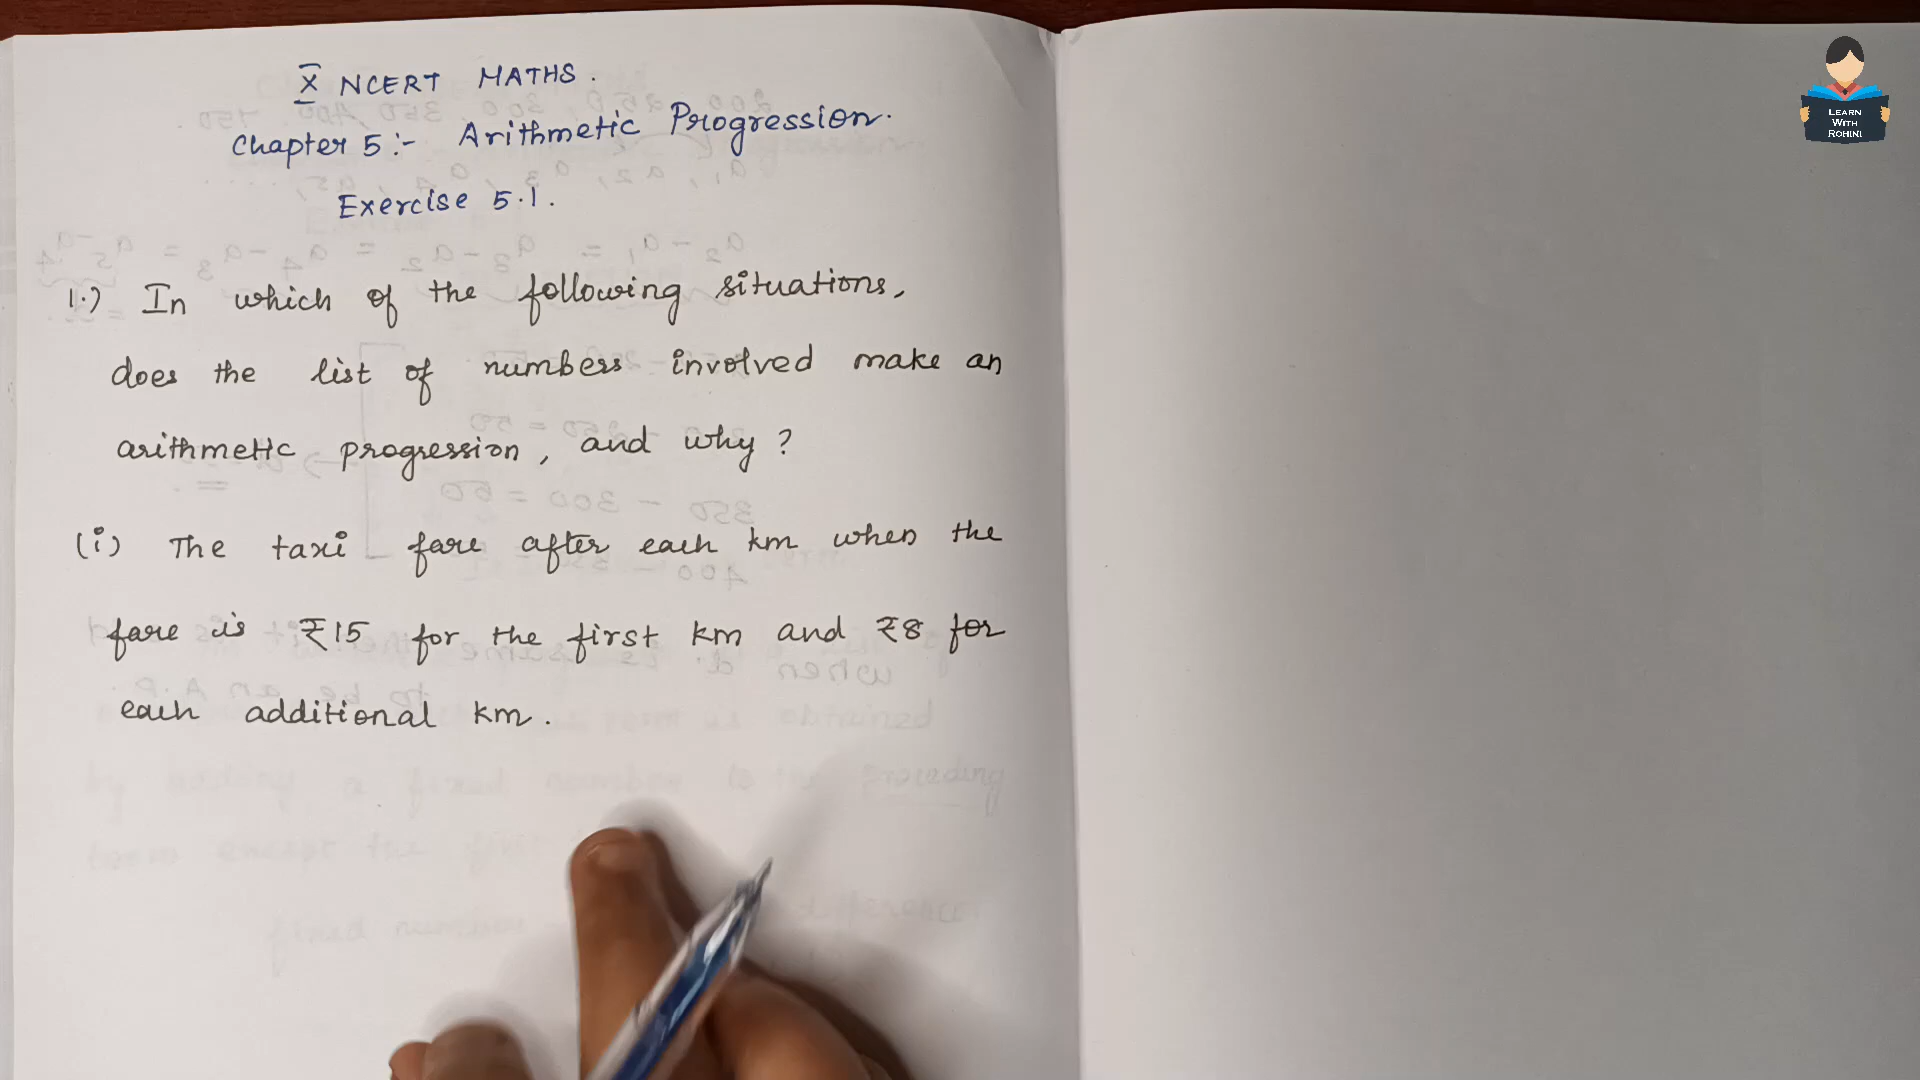 X NCERT MATHS.
Chapter 5:- Arithmetic Progression.
Exercise 5.1.
1.) In which of the following situations,
does the list of numbers involved make an
arithmetic progression, and why?
(i) The taxi fare after each km when the
fare is ₹15 for the first km and ₹8 for
each additional km.
LEARN
WITH
ROHINI